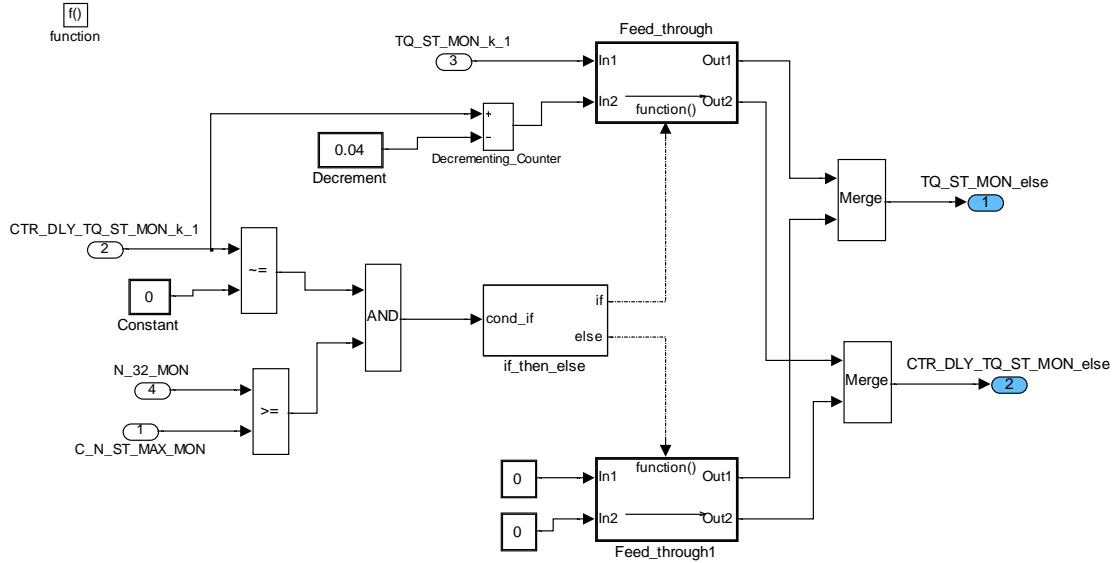 f()
function
Feed_through
TQ_ST_MON_k_1
3
In1
Out1
In2
Out2
function()
+
−
Decrementing_Counter
0.04
Decrement
Merge
TQ_ST_MON_else
1
CTR_DLY_TQ_ST_MON_k_1
2
~=
0
Constant
AND
cond_if
if
else
if_then_else
N_32_MON
4
>=
1
C_N_ST_MAX_MON
Merge
CTR_DLY_TQ_ST_MON_else
2
function()
0
In1
Out1
0
In2
Out2
Feed_through1